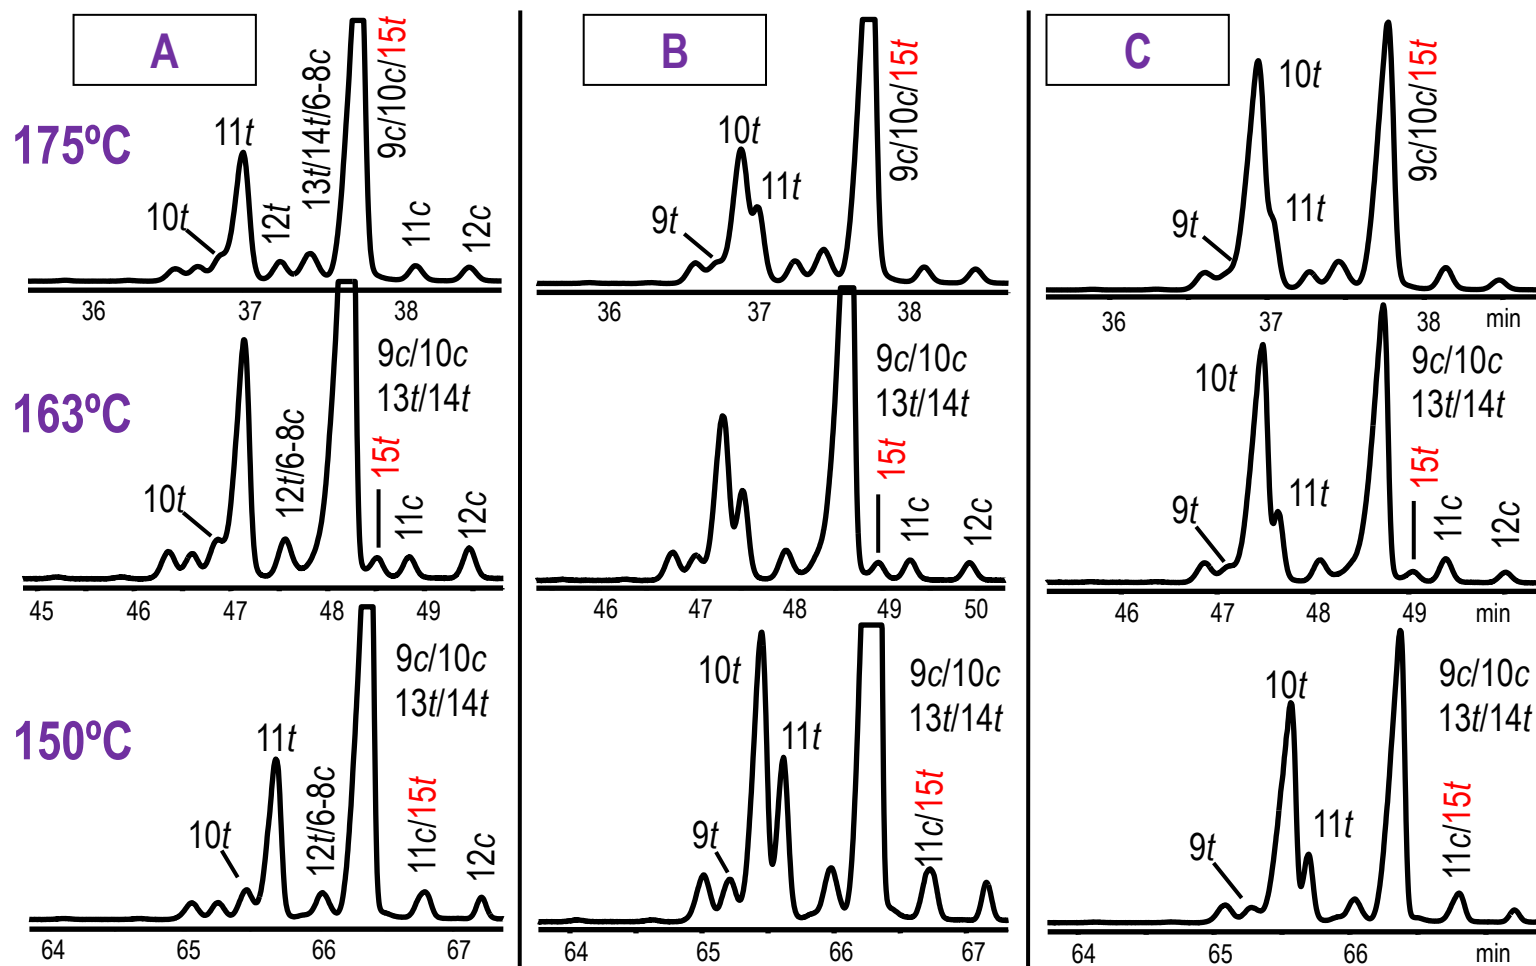 A
B
C
175ºC
10t
11t
12t
13t/14t/6-8c
9c/10c/15t
11c
12c
36 37 38
9t
10t
11t
9c/10c/15t
36 37 38
9t
10t
11t
9c/10c/15t
36 37 38 min
163ºC
10t
12t/6-8c
9c/10c
13t/14t
15t
11c
12c
45 46 47 48 49
9c/10c
13t/14t
15t
11c
12c
46 47 48 49 50
9t
10t
11t
9c/10c
13t/14t
15t
11c
12c
46 47 48 49 min
150ºC
10t
11t
12t/6-8c
9c/10c
13t/14t
11c/15t
12c
64 65 66 67
9t
10t
11t
9c/10c
13t/14t
11c/15t
64 65 66 67
9t
10t
11t
9c/10c
13t/14t
11c/15t
64 65 66 min